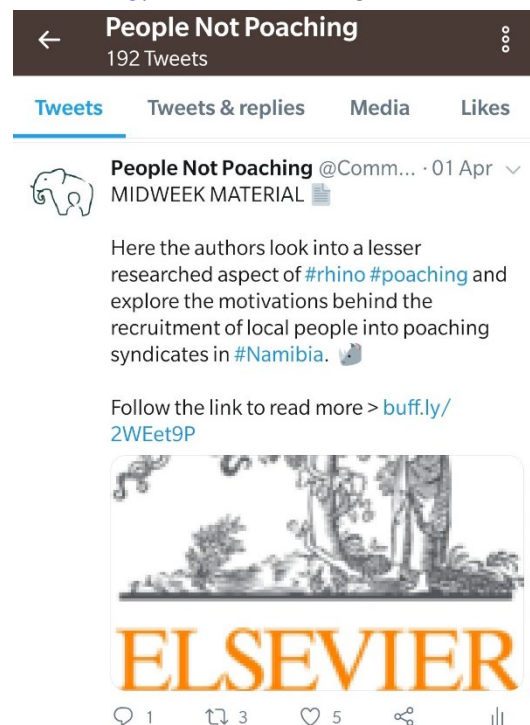 People Not Poaching
192 Tweets
Tweets Tweets & replies Media Likes
People Not Poaching @Comm... · 01 Apr
MIDWEEK MATERIAL
Here the authors look into a lesser
researched aspect of #rhino #poaching and
explore the motivations behind the
recruitment of local people into poaching
syndicates in #Namibia.
Follow the link to read more > buff.ly/
2WEet9P
ELSEVIER
1 3 5